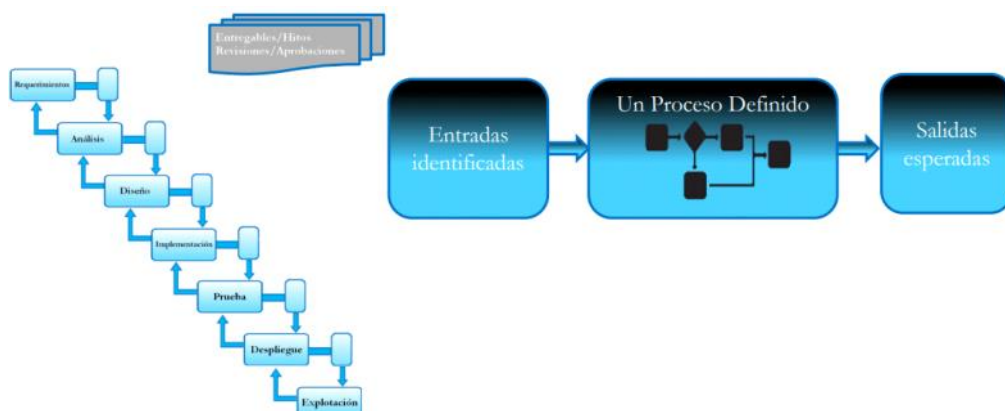 Entregables/Hitos
Revisiones/Aprobaciones
Requerimientos
Análisis
Diseño
Implementación
Prueba
Despliegue
Explotación
Entradas
identificadas
Un Proceso Definido
Salidas
esperadas